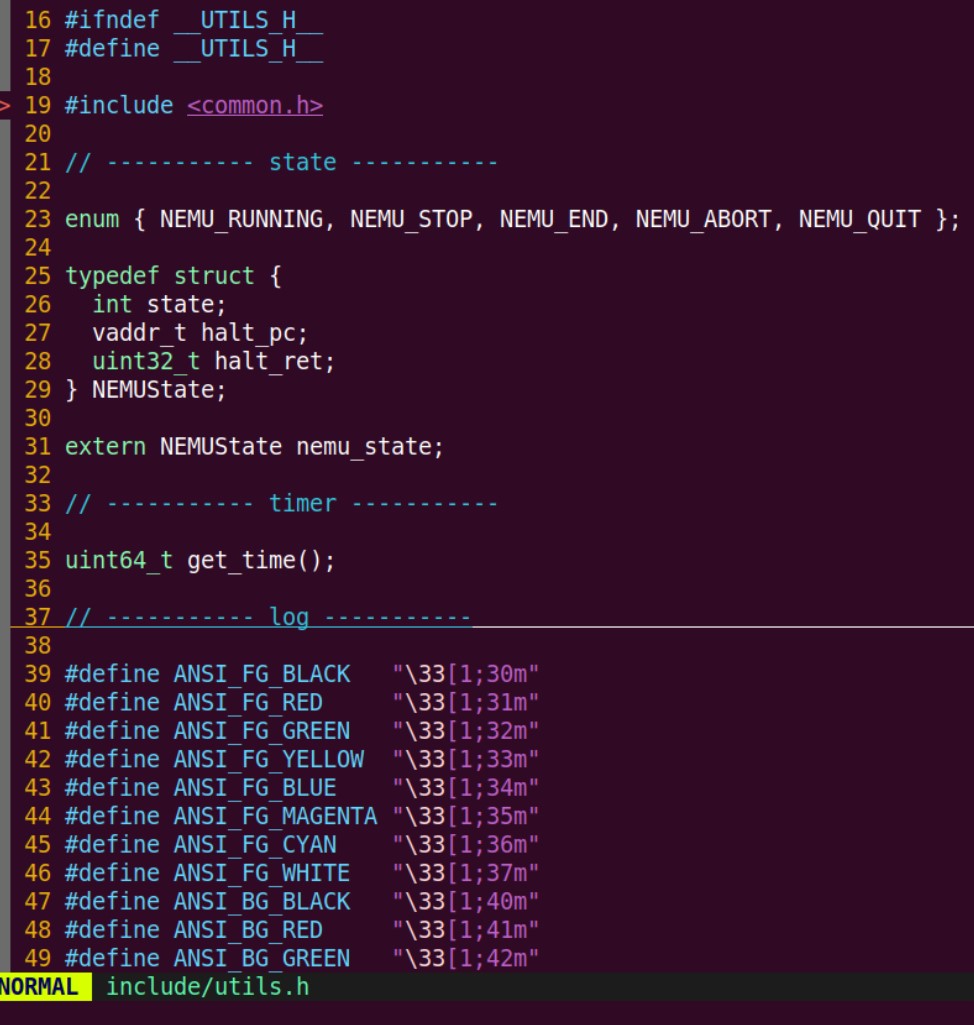 16 #ifndef __UTILS_H__
17 #define __UTILS_H__
18
> 19 #include <common.h>
20
21 // ----------- state -----------
22
23 enum { NEMU_RUNNING, NEMU_STOP, NEMU_END, NEMU_ABORT, NEMU_QUIT };
24
25 typedef struct {
26   int state;
27   vaddr_t halt_pc;
28   uint32_t halt_ret;
29 } NEMUState;
30
31 extern NEMUState nemu_state;
32
33 // ----------- timer -----------
34
35 uint64_t get_time();
36
37 // ----------- log -----------
38
39 #define ANSI_FG_BLACK   "\33[1;30m"
40 #define ANSI_FG_RED     "\33[1;31m"
41 #define ANSI_FG_GREEN   "\33[1;32m"
42 #define ANSI_FG_YELLOW  "\33[1;33m"
43 #define ANSI_FG_BLUE    "\33[1;34m"
44 #define ANSI_FG_MAGENTA "\33[1;35m"
45 #define ANSI_FG_CYAN    "\33[1;36m"
46 #define ANSI_FG_WHITE   "\33[1;37m"
47 #define ANSI_BG_BLACK   "\33[1;40m"
48 #define ANSI_BG_RED     "\33[1;41m"
49 #define ANSI_BG_GREEN   "\33[1;42m"
NORMAL include/utils.h